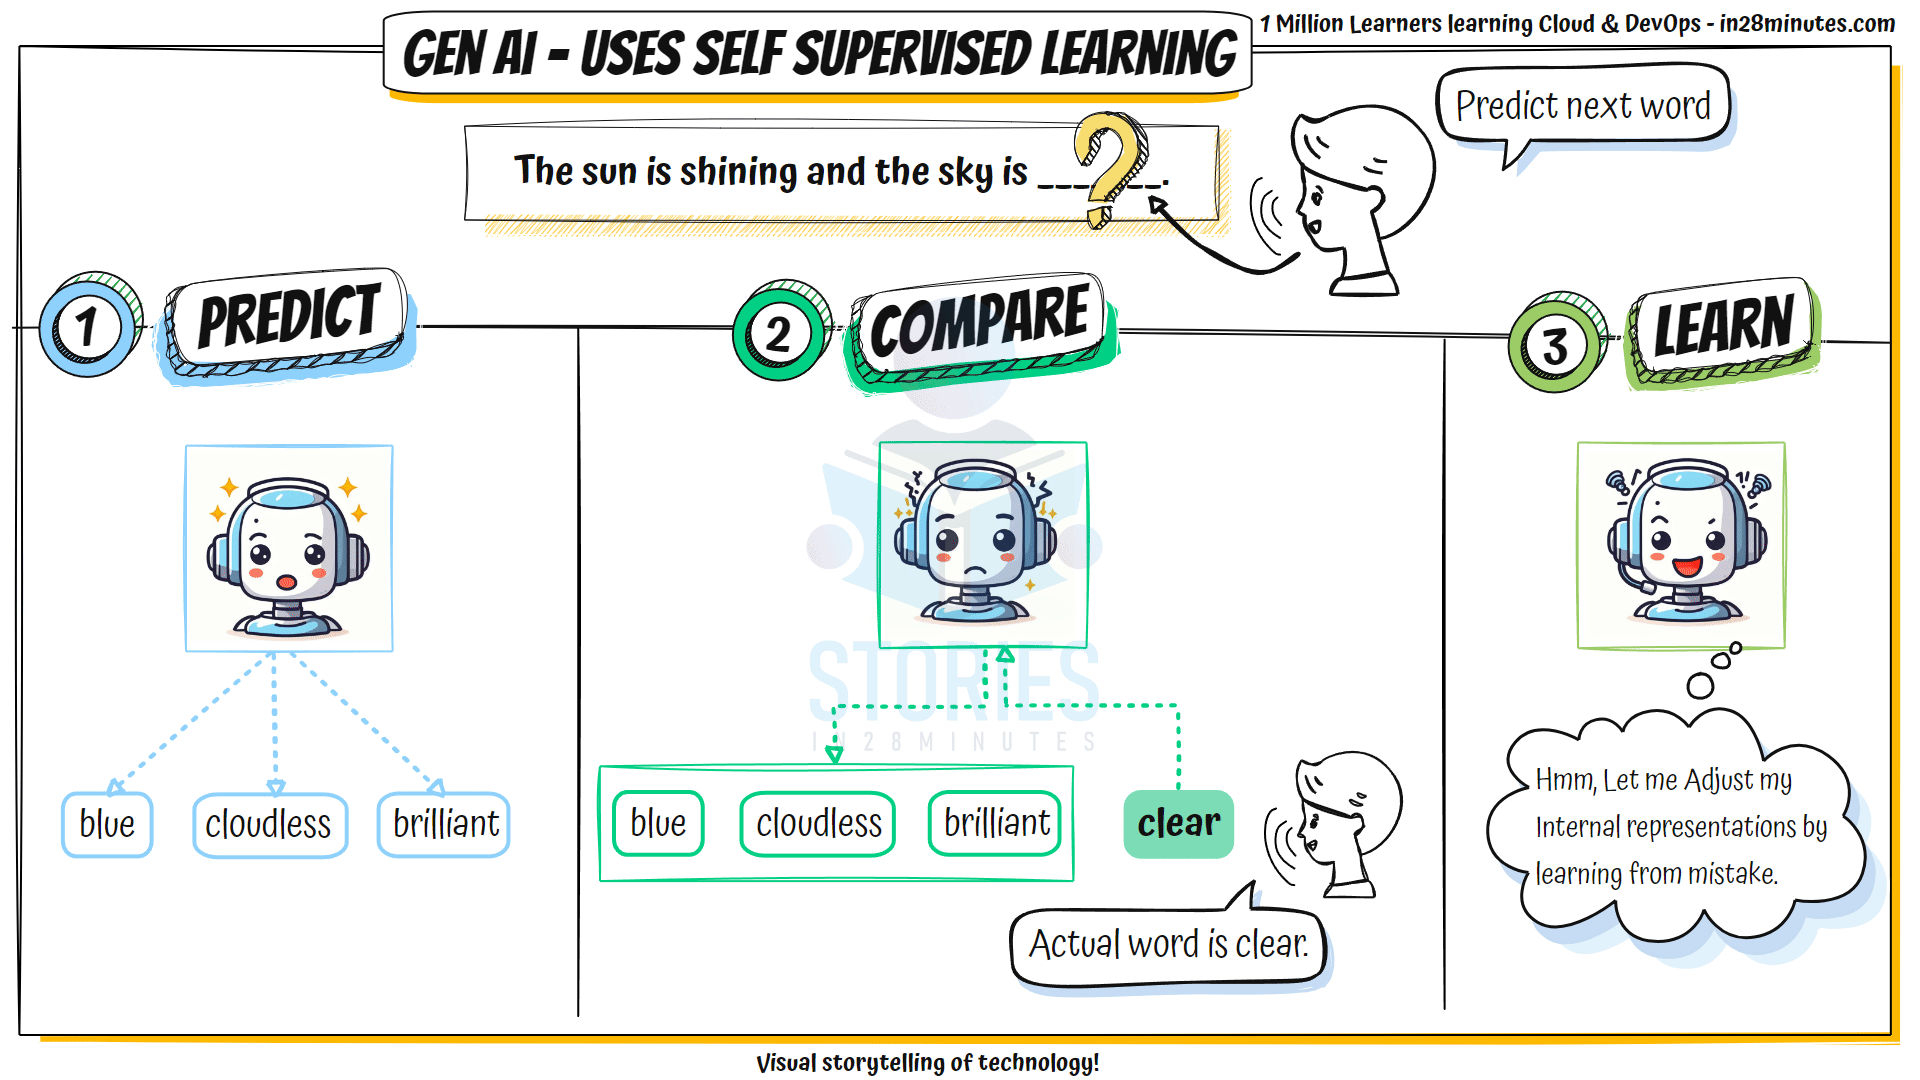 GEN AI - USES SELF SUPERVISED LEARNING
1 Million Learners learning Cloud & DevOps - in28minutes.com
Predict next word
The sun is shining and the sky is _______.
?
1 PREDICT
2 COMPARE
3 LEARN
blue
cloudless
brilliant
STORIES
IN28MINUTES
blue
cloudless
brilliant
clear
Actual word is clear.
Hmm, Let me Adjust my
Internal representations by
learning from mistake.
Visual storytelling of technology!